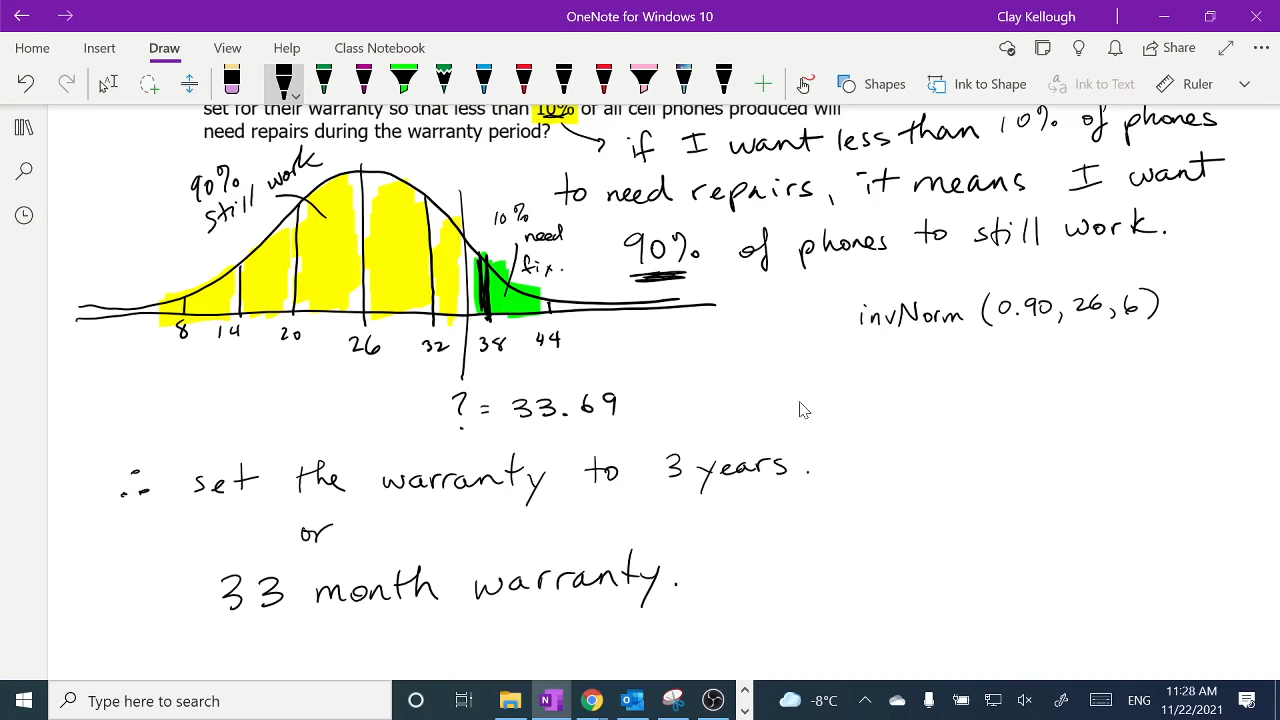 OneNote for Windows 10
Clay Kellough
Home Insert Draw View Help Class Notebook
Share
Shapes Ink to Shape Ink to Text Ruler
set for their warranty so that less than 10% of all cell phones produced will
need repairs during the warranty period?
if I want less than 10% of phones
to need repairs, it means I want
90% of phones to still work.
90%
still work
10%
need
fix.
invNorm (0.90, 26, 6)
8 14 20 26 32 38 44
? = 33.69
∴ set the warranty to 3 years.
or
33 month warranty.
Type here to search
-8°C
ENG
11:28 AM
11/22/2021